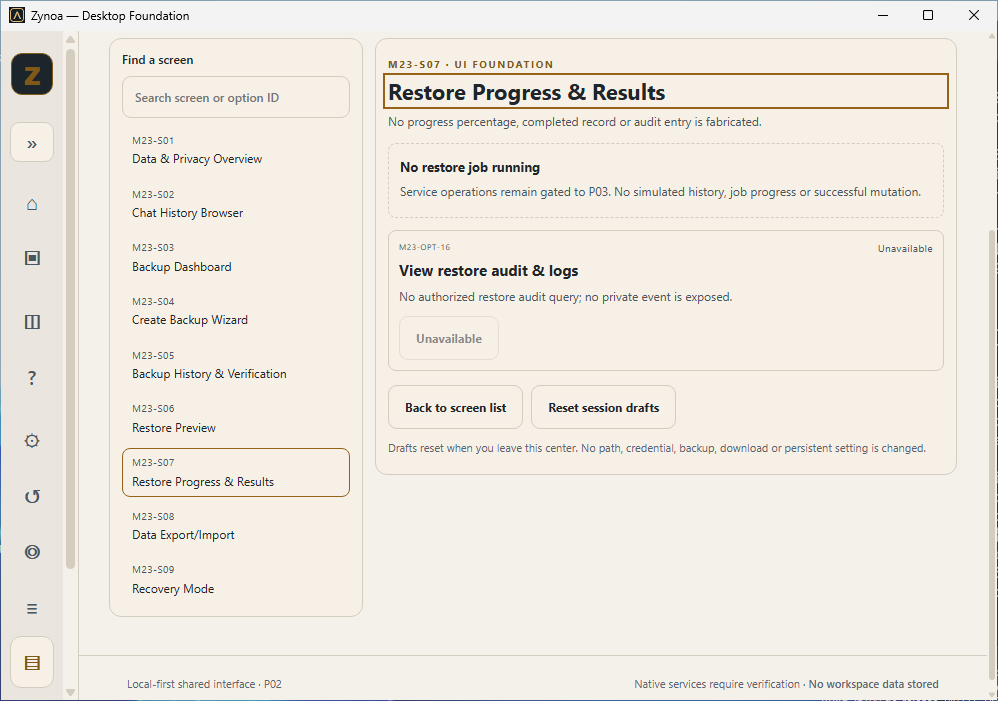 Zynoa — Desktop Foundation
Z
»
?
Find a screen
Search screen or option ID
M23-S01
Data & Privacy Overview
M23-S02
Chat History Browser
M23-S03
Backup Dashboard
M23-S04
Create Backup Wizard
M23-S05
Backup History & Verification
M23-S06
Restore Preview
M23-S07
Restore Progress & Results
M23-S08
Data Export/Import
M23-S09
Recovery Mode
M23-S07 · UI FOUNDATION
Restore Progress & Results
No progress percentage, completed record or audit entry is fabricated.
No restore job running
Service operations remain gated to P03. No simulated history, job progress or successful mutation.
M23-OPT-16
Unavailable
View restore audit & logs
No authorized restore audit query; no private event is exposed.
Unavailable
Back to screen list
Reset session drafts
Drafts reset when you leave this center. No path, credential, backup, download or persistent setting is changed.
Local-first shared interface · P02
Native services require verification · No workspace data stored